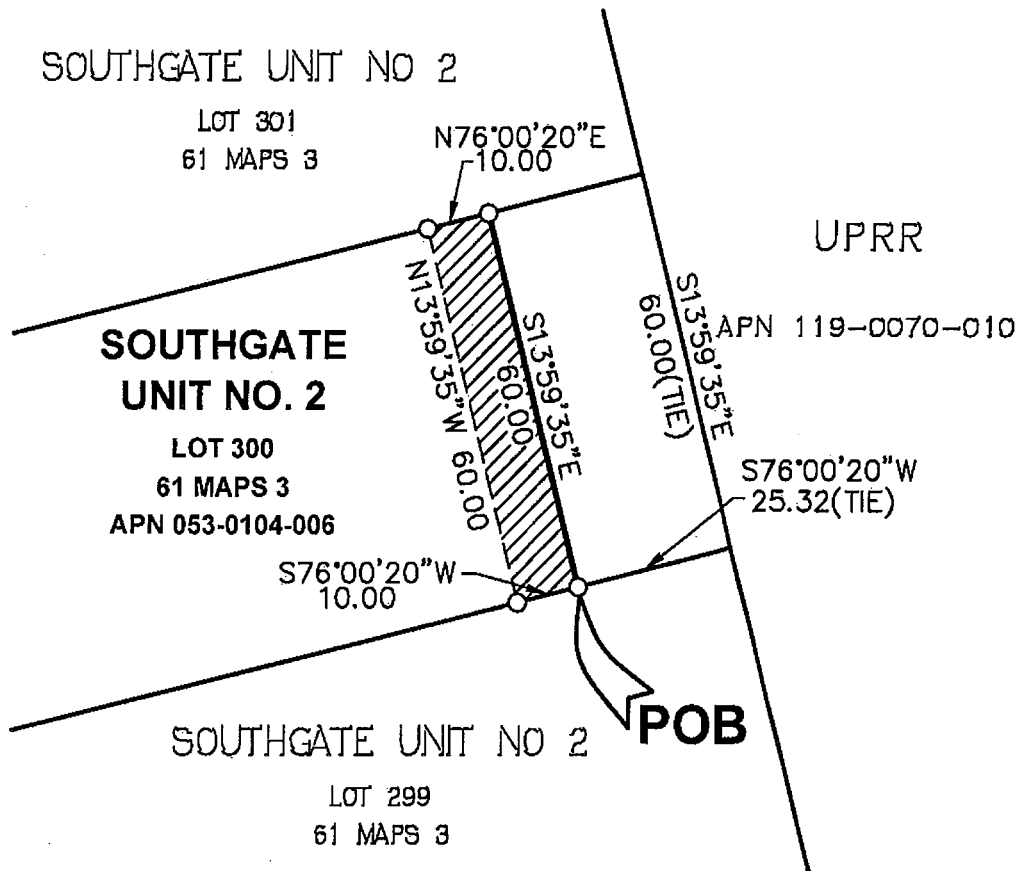 SOUTHGATE UNIT NO 2
LOT 301
61 MAPS 3
N76°00'20"E
10.00
UPRR
APN 119-0070-010
S13°59'35"E
60.00(TIE)
N13°59'35"W 60.00
S13°59'35"E
60.00
SOUTHGATE
UNIT NO. 2
LOT 300
61 MAPS 3
APN 053-0104-006
S76°00'20"W
25.32(TIE)
S76°00'20"W
10.00
POB
SOUTHGATE UNIT NO 2
LOT 299
61 MAPS 3